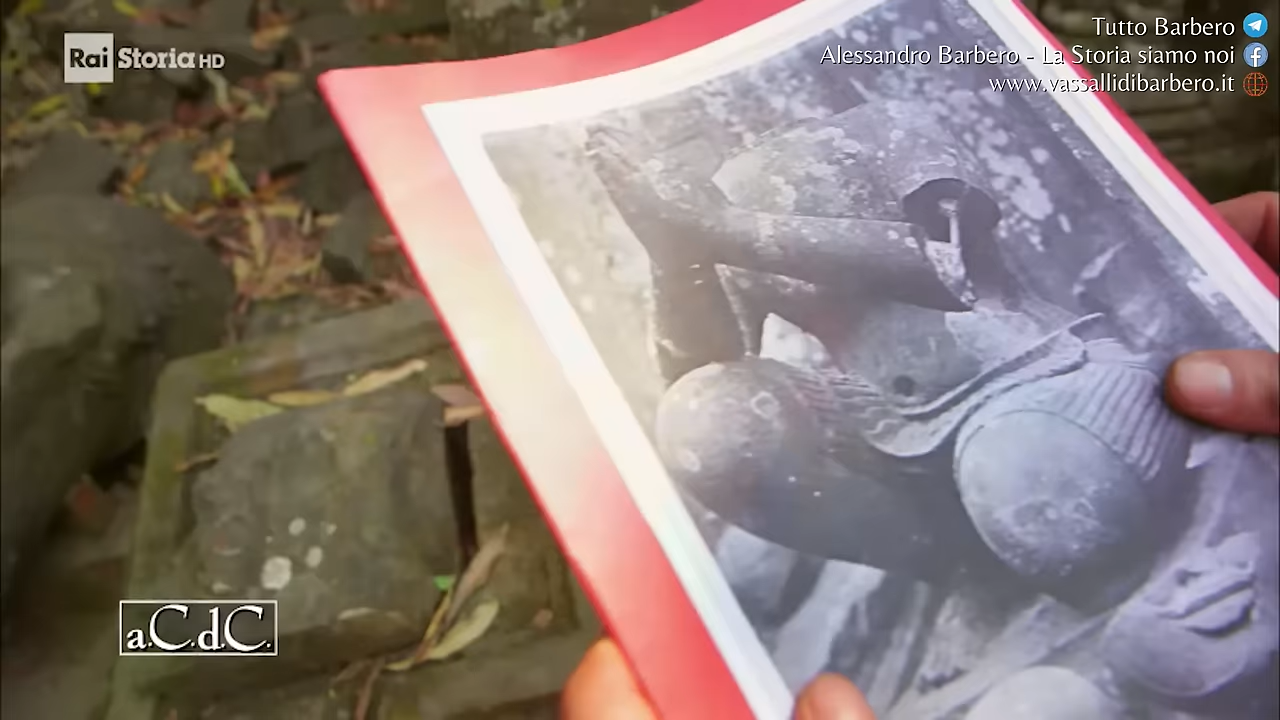 Rai Storia HD
Tutto Barbero
Alessandro Barbero - La Storia siamo noi
www.vassallidibarbero.it
a.C.d.C.